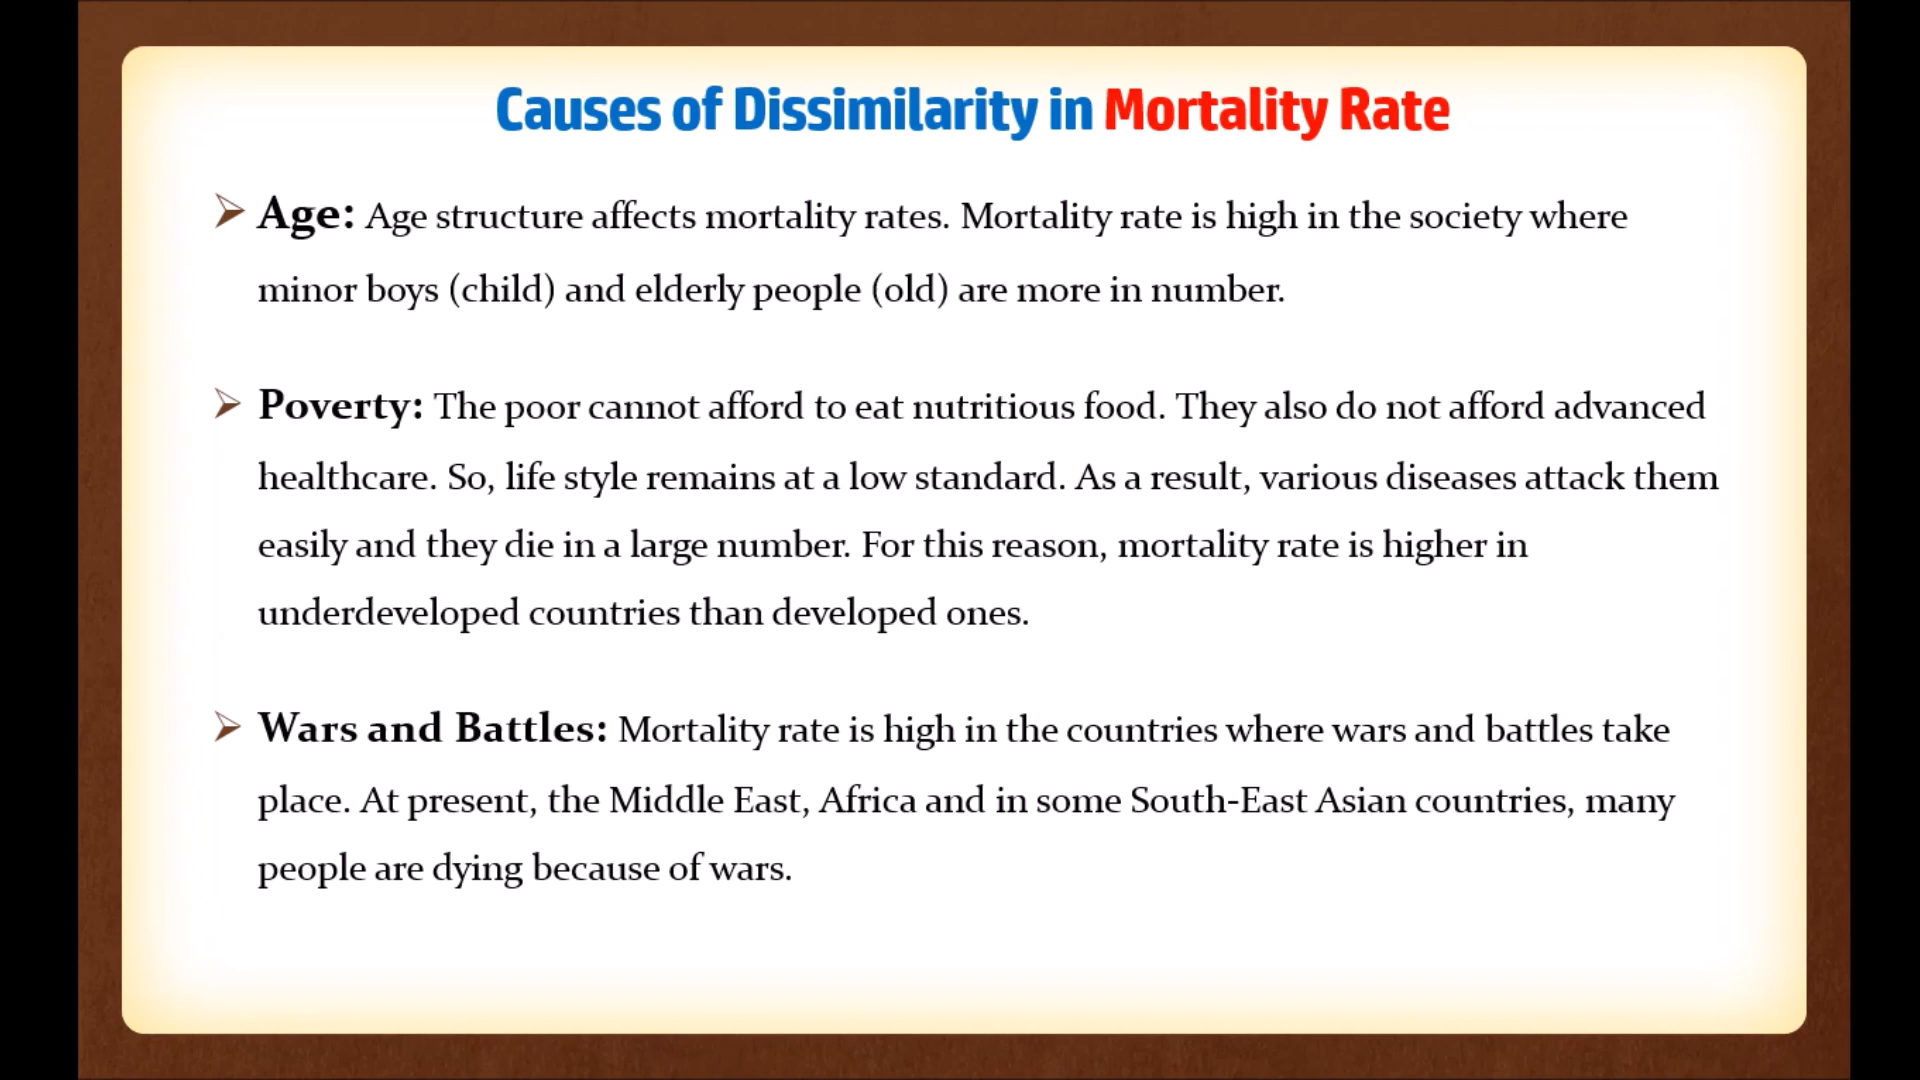 Causes of Dissimilarity in Mortality Rate
Age: Age structure affects mortality rates. Mortality rate is high in the society where
minor boys (child) and elderly people (old) are more in number.
Poverty: The poor cannot afford to eat nutritious food. They also do not afford advanced
healthcare. So, life style remains at a low standard. As a result, various diseases attack them
easily and they die in a large number. For this reason, mortality rate is higher in
underdeveloped countries than developed ones.
Wars and Battles: Mortality rate is high in the countries where wars and battles take
place. At present, the Middle East, Africa and in some South-East Asian countries, many
people are dying because of wars.